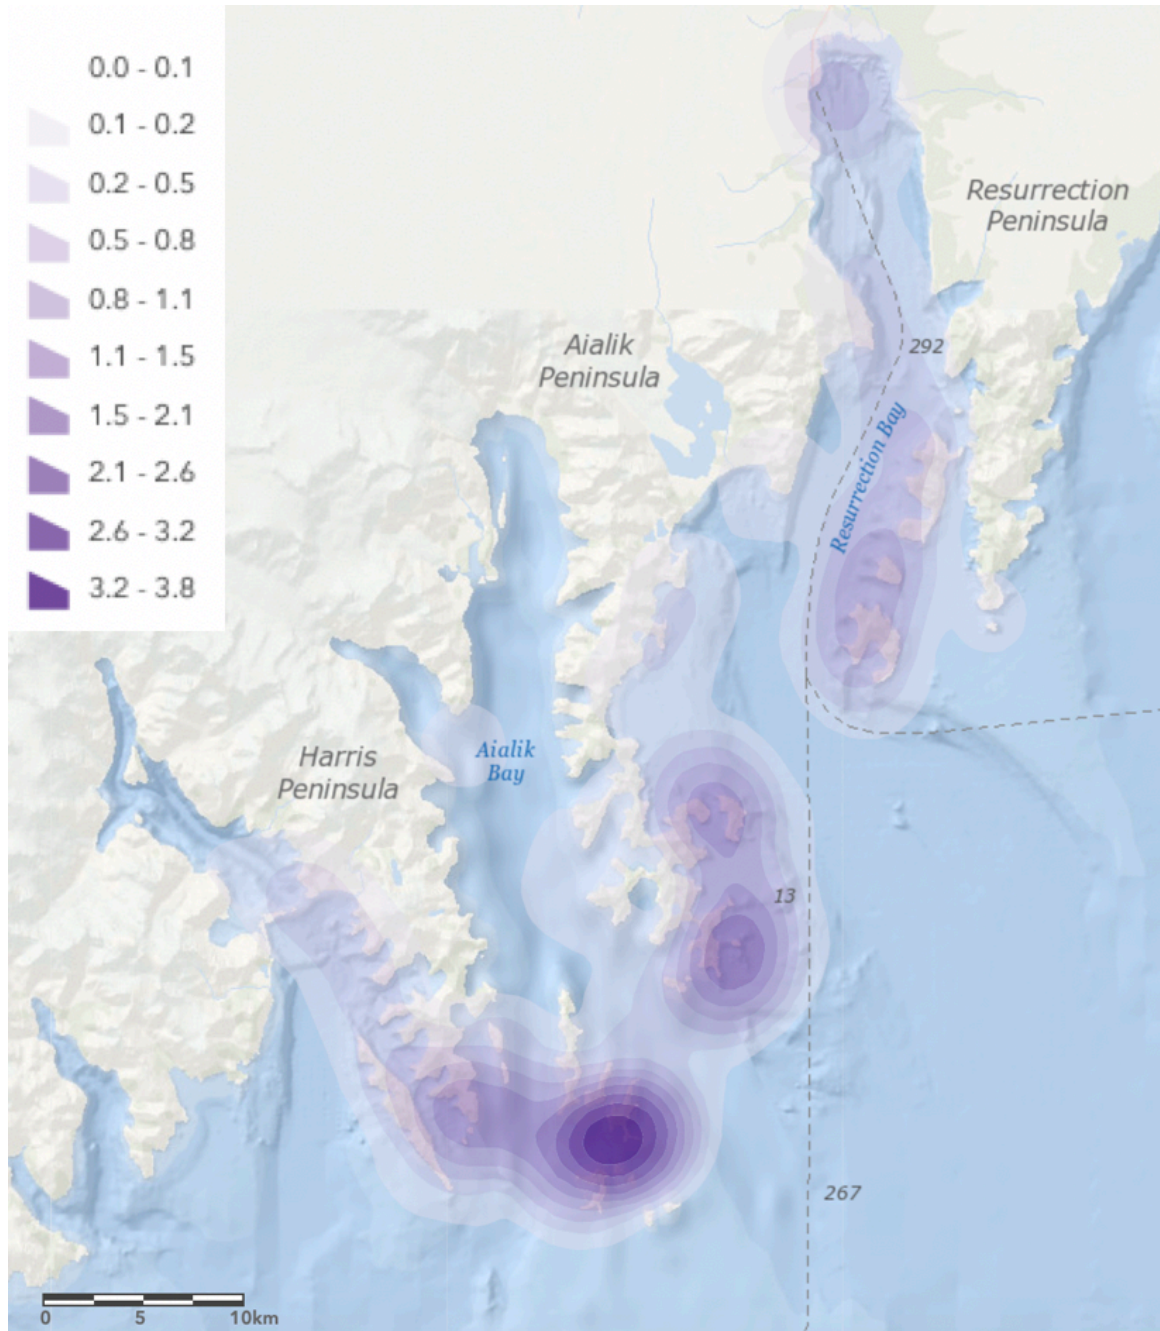 0.0 - 0.1
0.1 - 0.2
0.2 - 0.5
0.5 - 0.8
0.8 - 1.1
1.1 - 1.5
1.5 - 2.1
2.1 - 2.6
2.6 - 3.2
3.2 - 3.8
Resurrection
Peninsula
Aialik
Peninsula
292
Resurrection Bay
Harris
Peninsula
Aialik
Bay
13
267
0 5 10km